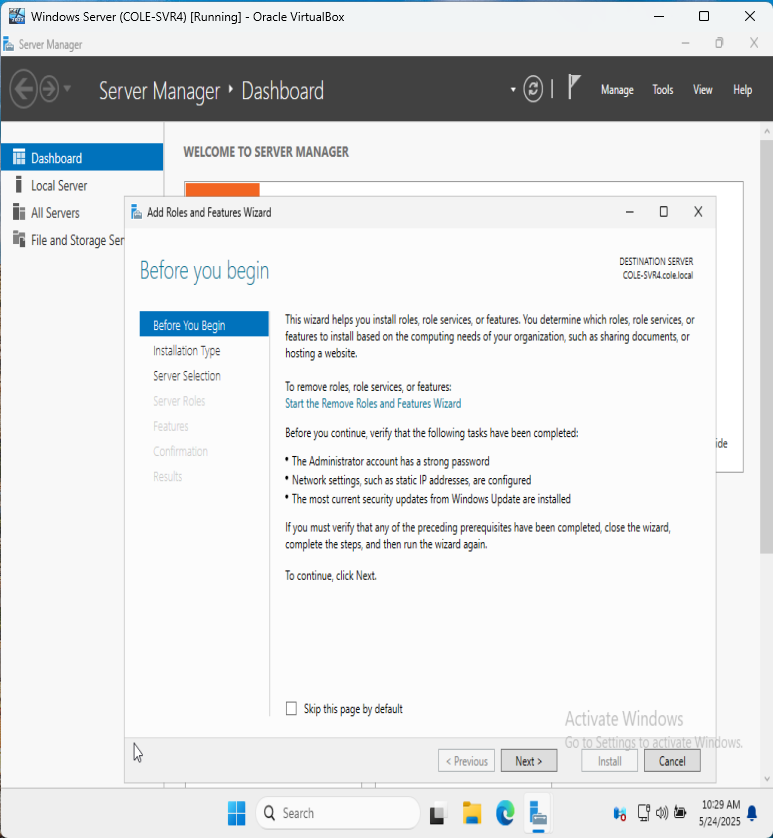 Windows Server (COLE-SVR4) [Running] - Oracle VirtualBox
Server Manager
Server Manager Dashboard
Manage Tools View Help
Dashboard
Local Server
All Servers
File and Storage Ser
WELCOME TO SERVER MANAGER
Add Roles and Features Wizard
Before you begin
DESTINATION SERVER
COLE-SVR4.cole.local
Before You Begin
Installation Type
Server Selection
Server Roles
Features
Confirmation
Results
This wizard helps you install roles, role services, or features. You determine which roles, role services, or
features to install based on the computing needs of your organization, such as sharing documents, or
hosting a website.
To remove roles, role services, or features:
Start the Remove Roles and Features Wizard
Before you continue, verify that the following tasks have been completed:
• The Administrator account has a strong password
• Network settings, such as static IP addresses, are configured
• The most current security updates from Windows Update are installed
If you must verify that any of the preceding prerequisites have been completed, close the wizard,
complete the steps, and then run the wizard again.
To continue, click Next.
Skip this page by default
ide
Activate Windows
Go to Settings to activate Windows.
< Previous Next > Install Cancel
Search
10:29 AM
5/24/2025